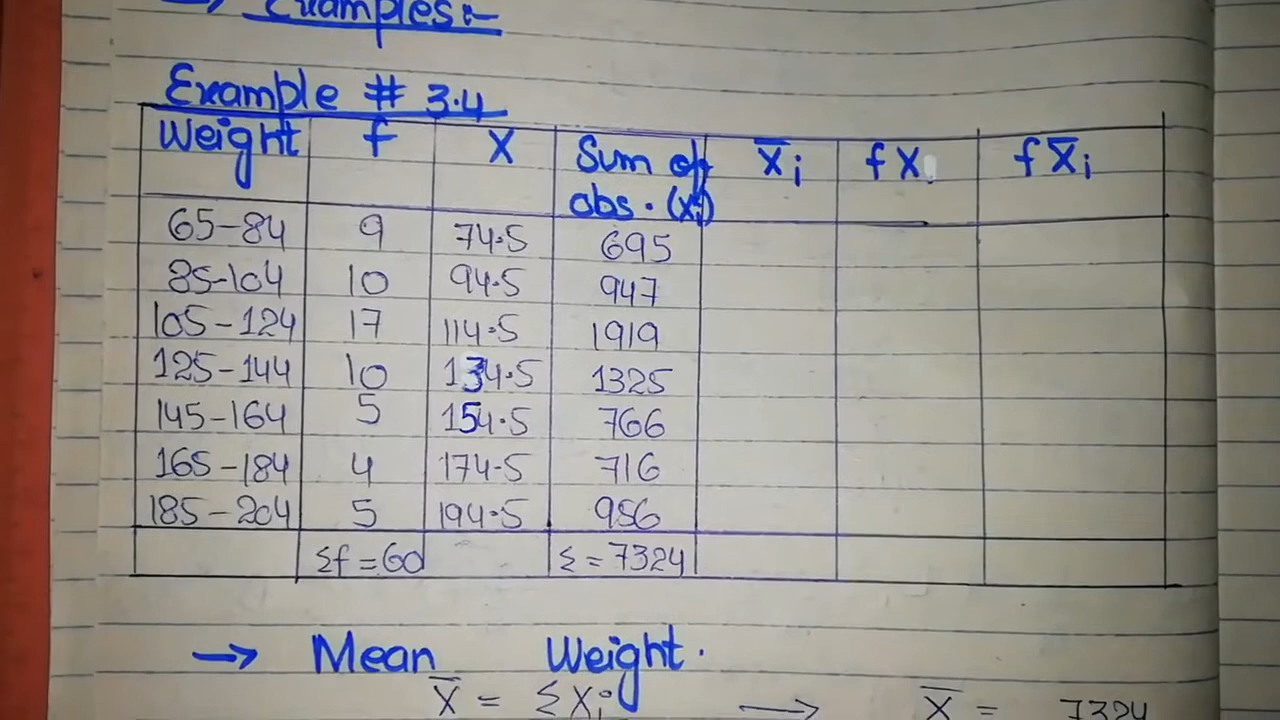 → Examples:-
Example # 3.4
Weight f X Sum of obs. (xi) X̄i fX fX̄i
65-84 9 74.5 695
85-104 10 94.5 947
105-124 17 114.5 1919
125-144 10 134.5 1325
145-164 5 154.5 766
165-184 4 174.5 716
185-204 5 194.5 956
Σf = 60 Σ = 7324
→ Mean Weight.
X̄ = ΣXi → X̄ = 7324